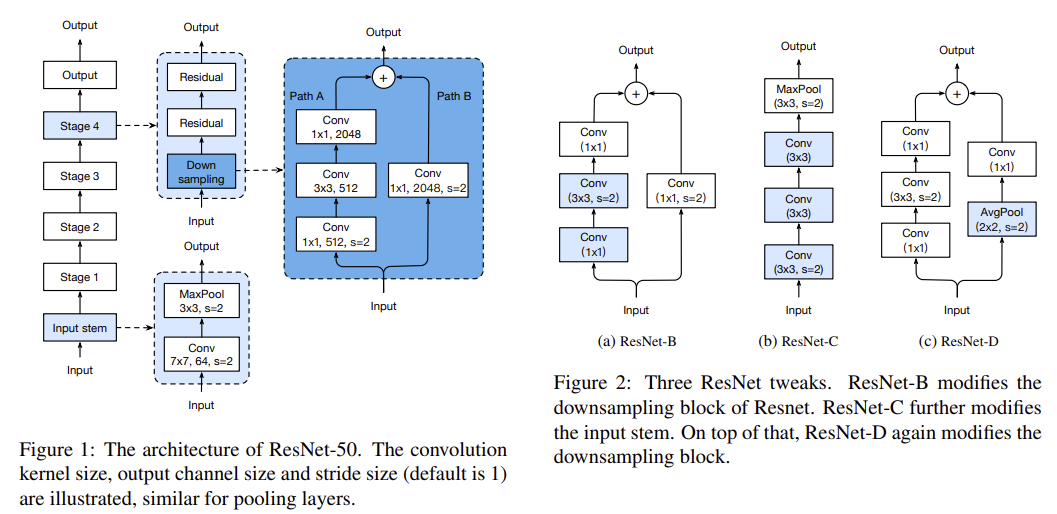 Output
Output
Stage 4
Stage 3
Stage 2
Stage 1
Input stem
Input
Output
Residual
Residual
Down
sampling
Input
Output
MaxPool
3x3, s=2
Conv
7x7, 64, s=2
Input
Output
Path A
Path B
Conv
1x1, 2048
Conv
3x3, 512
Conv
1x1, 512, s=2
Conv
1x1, 2048, s=2
Input
Figure 1: The architecture of ResNet-50. The convolution
kernel size, output channel size and stride size (default is 1)
are illustrated, similar for pooling layers.
Output
+
Conv
(1x1)
Conv
(3x3, s=2)
Conv
(1x1)
Conv
(1x1, s=2)
Input
(a) ResNet-B
Output
MaxPool
(3x3, s=2)
Conv
(3x3)
Conv
(3x3)
Conv
(3x3, s=2)
Input
(b) ResNet-C
Output
+
Conv
(1x1)
Conv
(3x3, s=2)
Conv
(1x1)
Conv
(1x1)
AvgPool
(2x2, s=2)
Input
(c) ResNet-D
Figure 2: Three ResNet tweaks. ResNet-B modifies the
downsampling block of Resnet. ResNet-C further modifies
the input stem. On top of that, ResNet-D again modifies the
downsampling block.